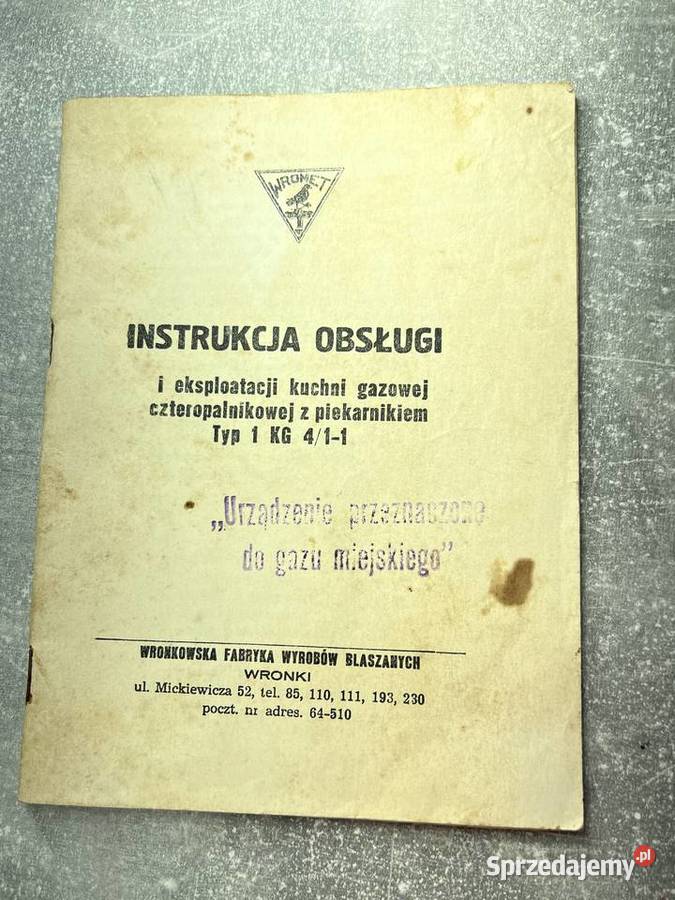 WROMET
INSTRUKCJA OBSŁUGI
i eksploatacji kuchni gazowej
czteropalnikowej z piekarnikiem
Typ 1 KG 4/1-1
„Urządzenie przeznaczone
do gazu miejskiego”
WRONKOWSKA FABRYKA WYROBÓW BLASZANYCH
WRONKI
ul. Mickiewicza 52, tel. 85, 110, 111, 193, 230
poczt. nr adres. 64-510
Sprzedajemy.pl